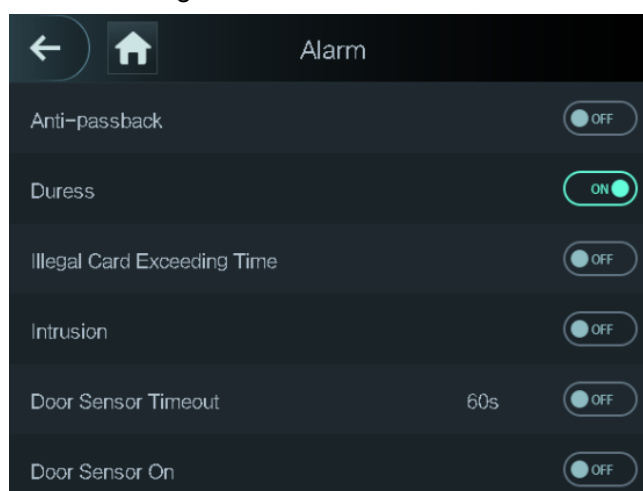 Alarm
Anti-passback OFF
Duress ON
Illegal Card Exceeding Time OFF
Intrusion OFF
Door Sensor Timeout 60s OFF
Door Sensor On OFF